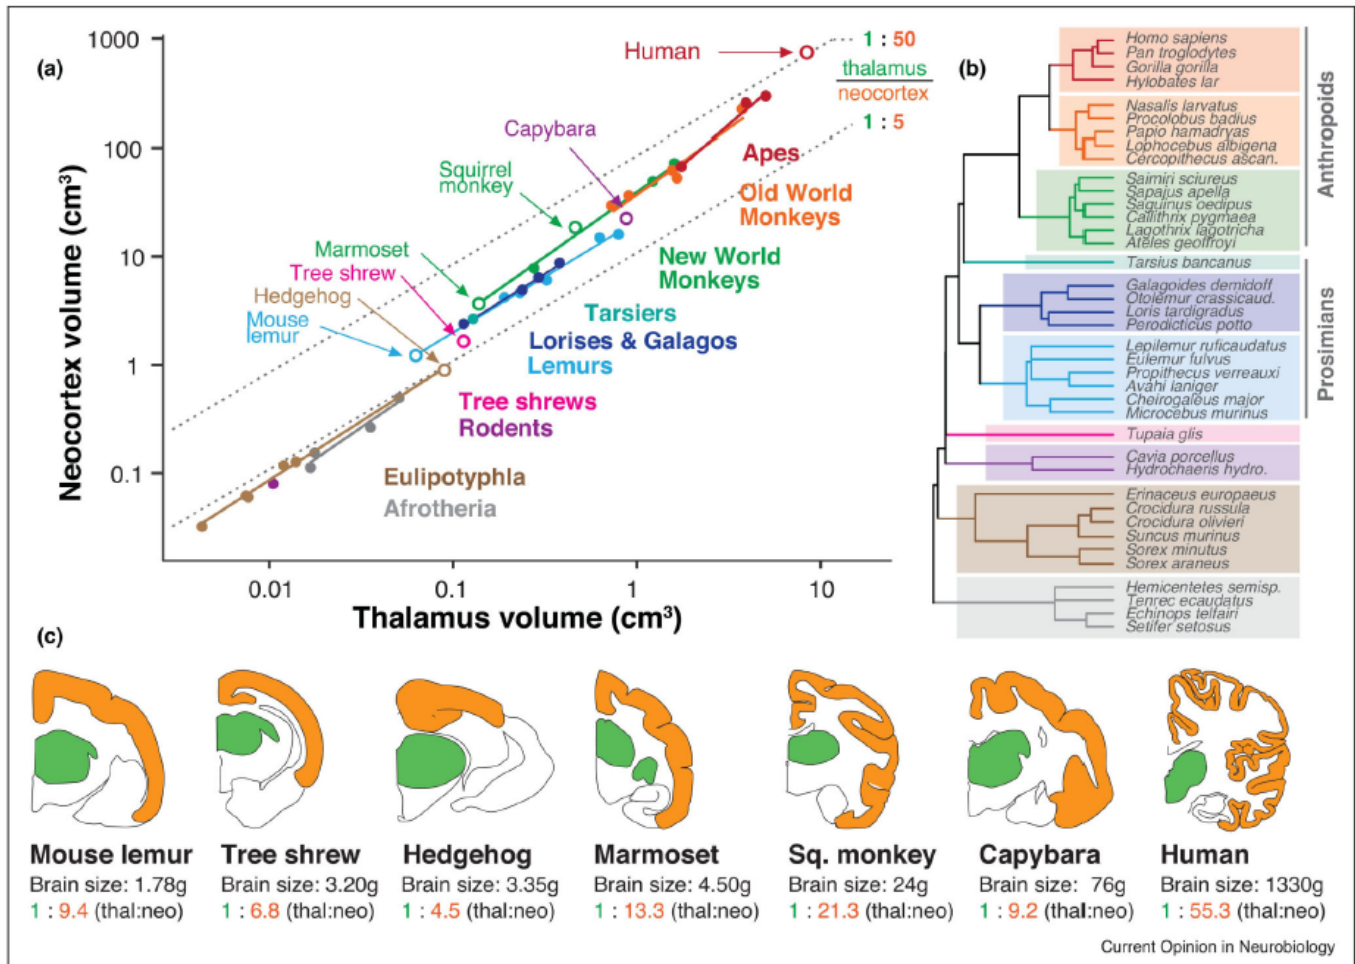 (a)
1000
100
10
1
0.1
Neocortex volume (cm³)
0.01
0.1
1
10
Thalamus volume (cm³)
Human
Capybara
Squirrel
monkey
Marmoset
Tree shrew
Hedgehog
Mouse
lemur
1 : 50
thalamus
neocortex
1 : 5
Apes
Old World
Monkeys
New World
Monkeys
Tarsiers
Lorises & Galagos
Lemurs
Tree shrews
Rodents
Eulipotyphla
Afrotheria
(b)
Homo sapiens
Pan troglodytes
Gorilla gorilla
Hylobates lar
Nasalis larvatus
Procolobus badius
Papio hamadryas
Lophocebus albigena
Cercopithecus ascan.
Saimiri sciureus
Sapajus apella
Saguinus oedipus
Callithrix pygmaea
Lagothrix lagotricha
Ateles geoffroyi
Tarsius bancanus
Galagoides demidoff
Otolemur crassicaud.
Loris tardigradus
Perodicticus potto
Lepilemur ruficaudatus
Eulemur fulvus
Propithecus verreauxi
Avahi laniger
Cheirogaleus major
Microcebus murinus
Tupaia glis
Cavia porcellus
Hydrochaeris hydro.
Erinaceus europaeus
Crocidura russula
Crocidura olivieri
Suncus murinus
Sorex minutus
Sorex araneus
Hemicentetes semisp.
Tenrec ecaudatus
Echinops telfairi
Setifer setosus
Anthropoids
Prosimians
(c)
Mouse lemur
Brain size: 1.78g
1 : 9.4 (thal:neo)
Tree shrew
Brain size: 3.20g
1 : 6.8 (thal:neo)
Hedgehog
Brain size: 3.35g
1 : 4.5 (thal:neo)
Marmoset
Brain size: 4.50g
1 : 13.3 (thal:neo)
Sq. monkey
Brain size: 24g
1 : 21.3 (thal:neo)
Capybara
Brain size: 76g
1 : 9.2 (thal:neo)
Human
Brain size: 1330g
1 : 55.3 (thal:neo)
Current Opinion in Neurobiology